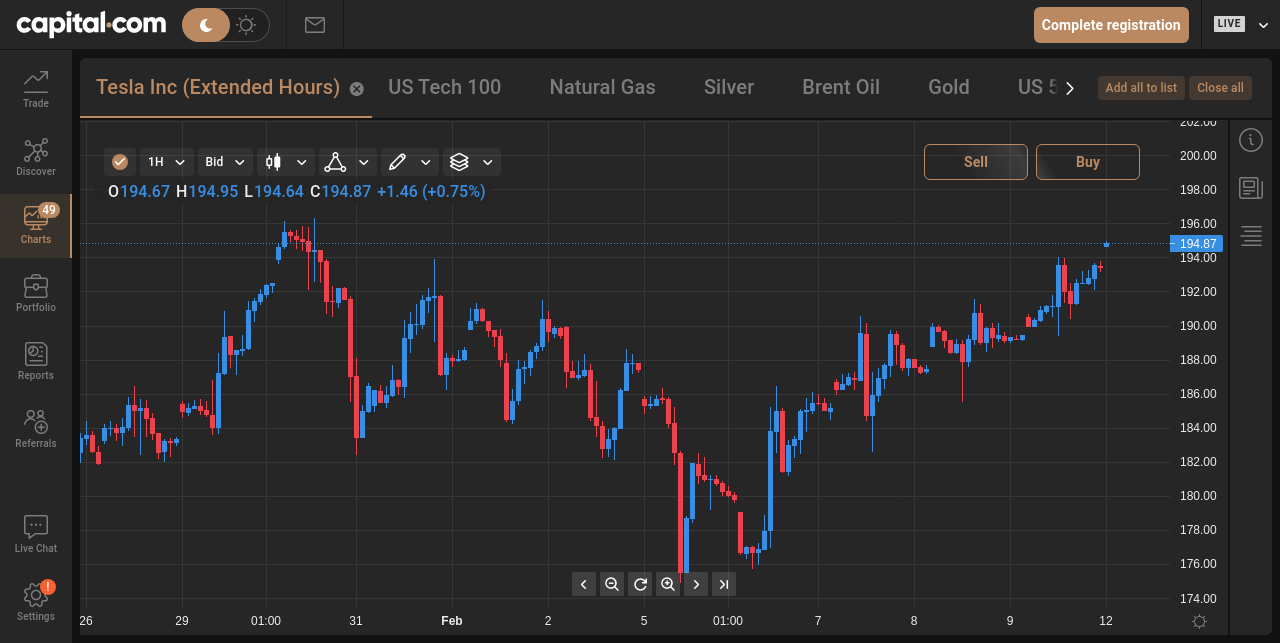 capital.com
Complete registration
LIVE
Trade
Discover
49
Charts
Portfolio
Reports
Referrals
Live Chat
!
Settings
Tesla Inc (Extended Hours) US Tech 100 Natural Gas Silver Brent Oil Gold US 5
Add all to list Close all
1H Bid
Sell Buy
O194.67 H194.95 L194.64 C194.87 +1.46 (+0.75%)
202.00
200.00
198.00
196.00
194.87
194.00
192.00
190.00
188.00
186.00
184.00
182.00
180.00
178.00
176.00
174.00
26 29 01:00 31 Feb 2 5 01:00 7 8 9 12